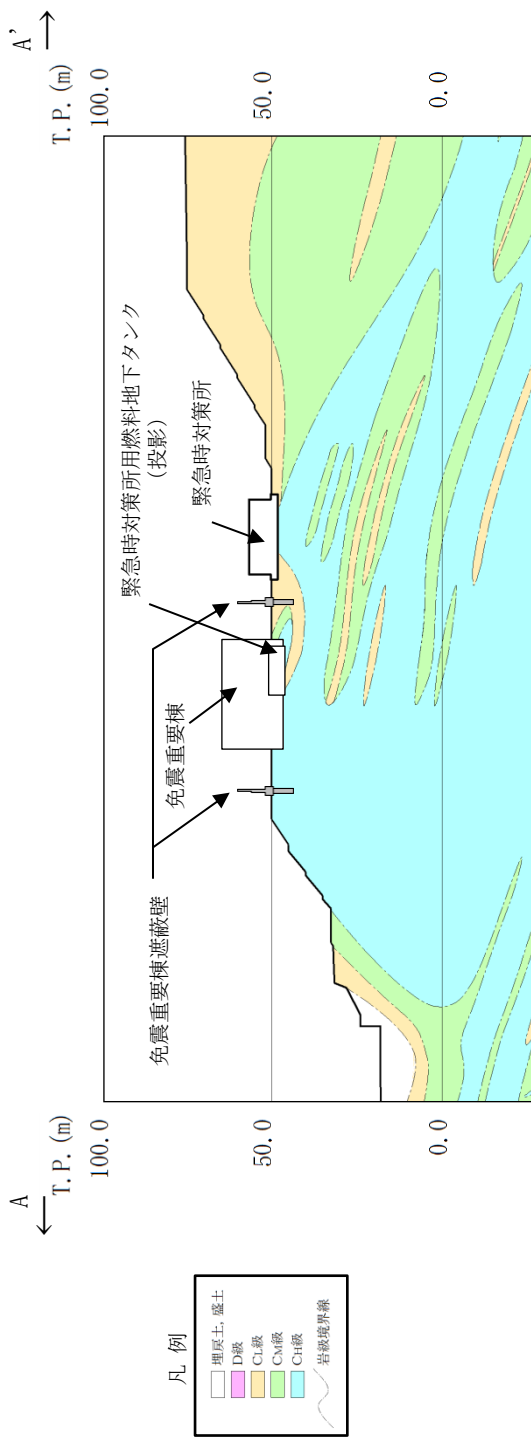 A
T.P.(m)
100.0
50.0
0.0
A’
T.P.(m)
100.0
50.0
0.0
免震重要棟遮蔽壁
免震重要棟
緊急時対策所用燃料地下タンク
(投影)
緊急時対策所
凡 例
埋戻土, 盛土
D級
CL級
CM級
CH級
岩級境界線